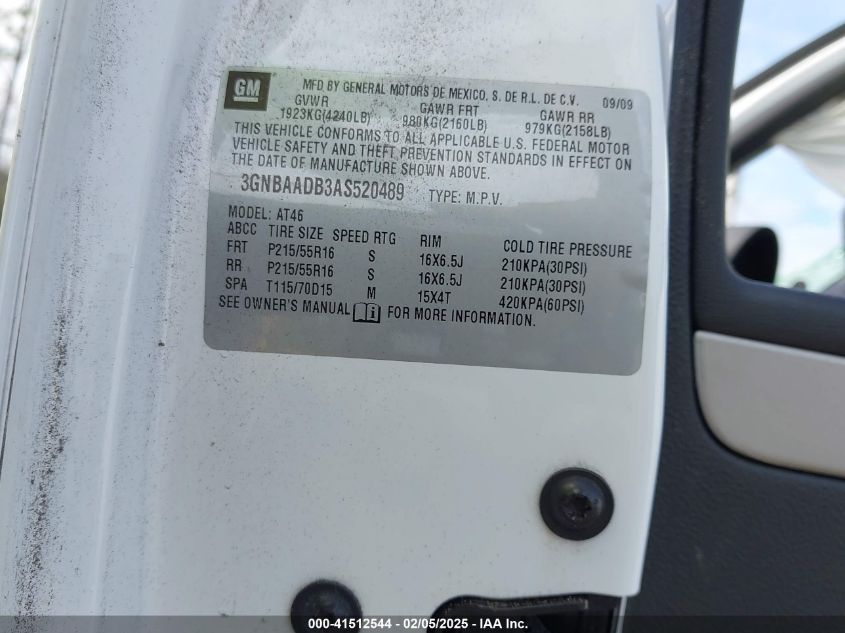 GM
MFD BY GENERAL MOTORS DE MEXICO, S. DE R.L. DE C.V. 09/09
GVWR GAWR FRT GAWR RR
1923KG(4240LB) 980KG(2160LB) 979KG(2158LB)
THIS VEHICLE CONFORMS TO ALL APPLICABLE U.S. FEDERAL MOTOR
VEHICLE SAFETY AND THEFT PREVENTION STANDARDS IN EFFECT ON
THE DATE OF MANUFACTURE SHOWN ABOVE.
3GNBAADB3AS520489 TYPE: M.P.V.
MODEL: AT46
ABCC TIRE SIZE SPEED RTG RIM COLD TIRE PRESSURE
FRT P215/55R16 S 16X6.5J 210KPA(30PSI)
RR P215/55R16 S 16X6.5J 210KPA(30PSI)
SPA T115/70D15 M 15X4T 420KPA(60PSI)
SEE OWNER'S MANUAL FOR MORE INFORMATION.
000-41512544 - 02/05/2025 - IAA Inc.